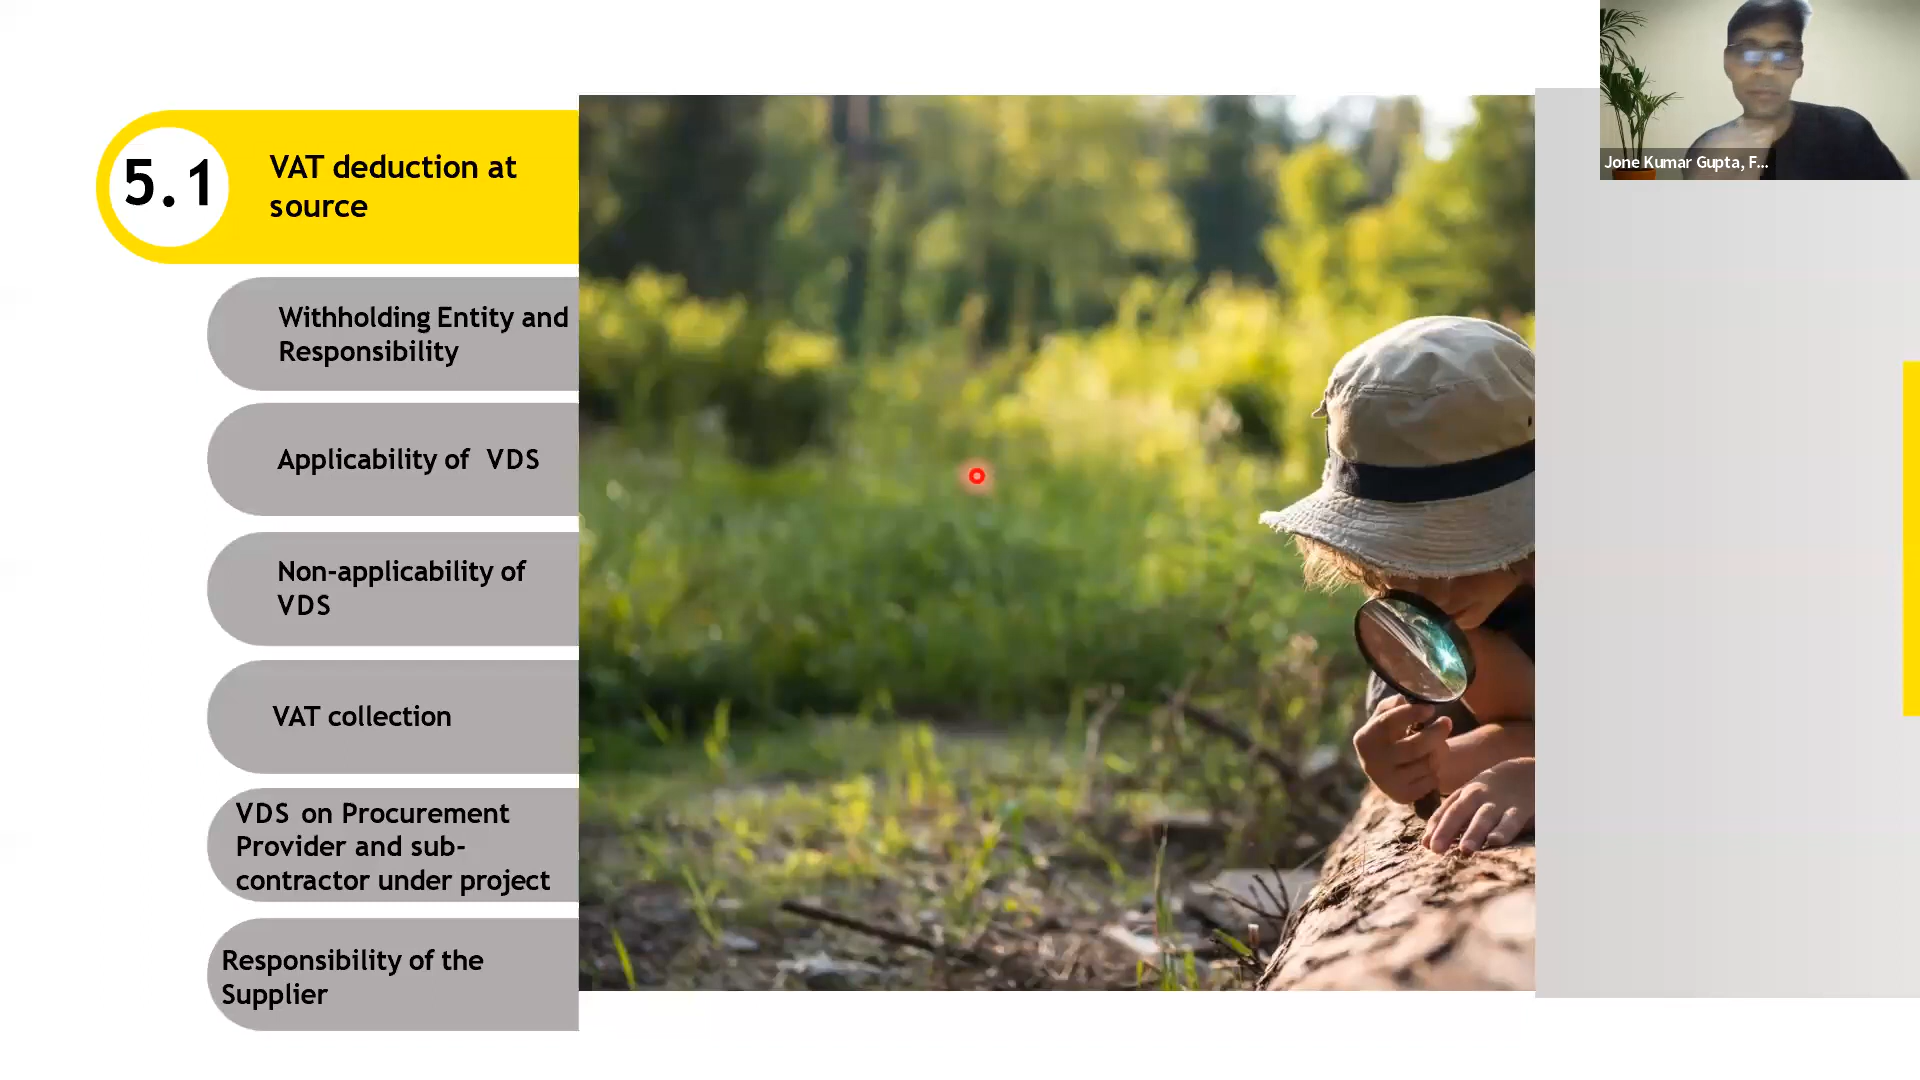 5.1
VAT deduction at
source
Withholding Entity and
Responsibility
Applicability of VDS
Non-applicability of
VDS
VAT collection
VDS on Procurement
Provider and sub-
contractor under project
Responsibility of the
Supplier
Jone Kumar Gupta, F...